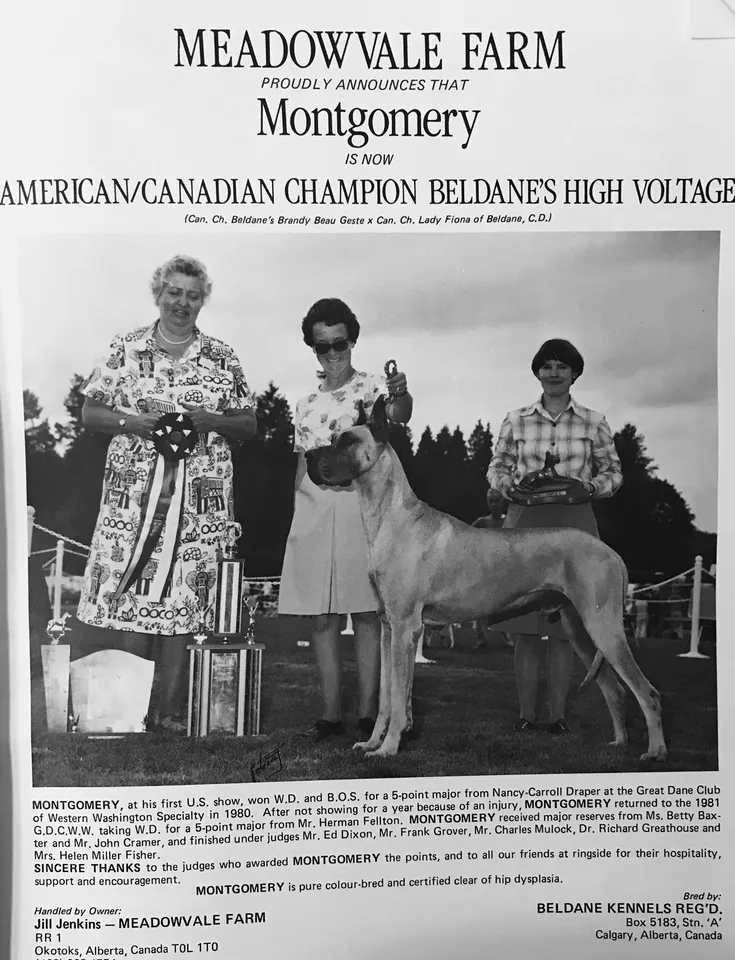 MEADOWVALE FARM
PROUDLY ANNOUNCES THAT
Montgomery
IS NOW
AMERICAN/CANADIAN CHAMPION BELDANE'S HIGH VOLTAGE
(Can. Ch. Beldane's Brandy Beau Geste x Can. Ch. Lady Fiona of Beldane, C.D.)
MONTGOMERY, at his first U.S. show, won W.D. and B.O.S. for a 5-point major from Nancy-Carroll Draper at the Great Dane Club
of Western Washington Specialty in 1980. After not showing for a year because of an injury, MONTGOMERY returned to the 1981
G.D.C.W.W. taking W.D. for a 5-point major from Mr. Herman Fellton. MONTGOMERY received major reserves from Ms. Betty Bax-
ter and Mr. John Cramer, and finished under judges Mr. Ed Dixon, Mr. Frank Grover, Mr. Charles Mulock, Dr. Richard Greathouse and
Mrs. Helen Miller Fisher.
SINCERE THANKS to the judges who awarded MONTGOMERY the points, and to all our friends at ringside for their hospitality,
support and encouragement.
MONTGOMERY is pure colour-bred and certified clear of hip dysplasia.
Handled by Owner:
Jill Jenkins — MEADOWVALE FARM
RR 1
Okotoks, Alberta, Canada T0L 1T0
Bred by:
BELDANE KENNELS REG'D.
Box 5183, Stn. 'A'
Calgary, Alberta, Canada